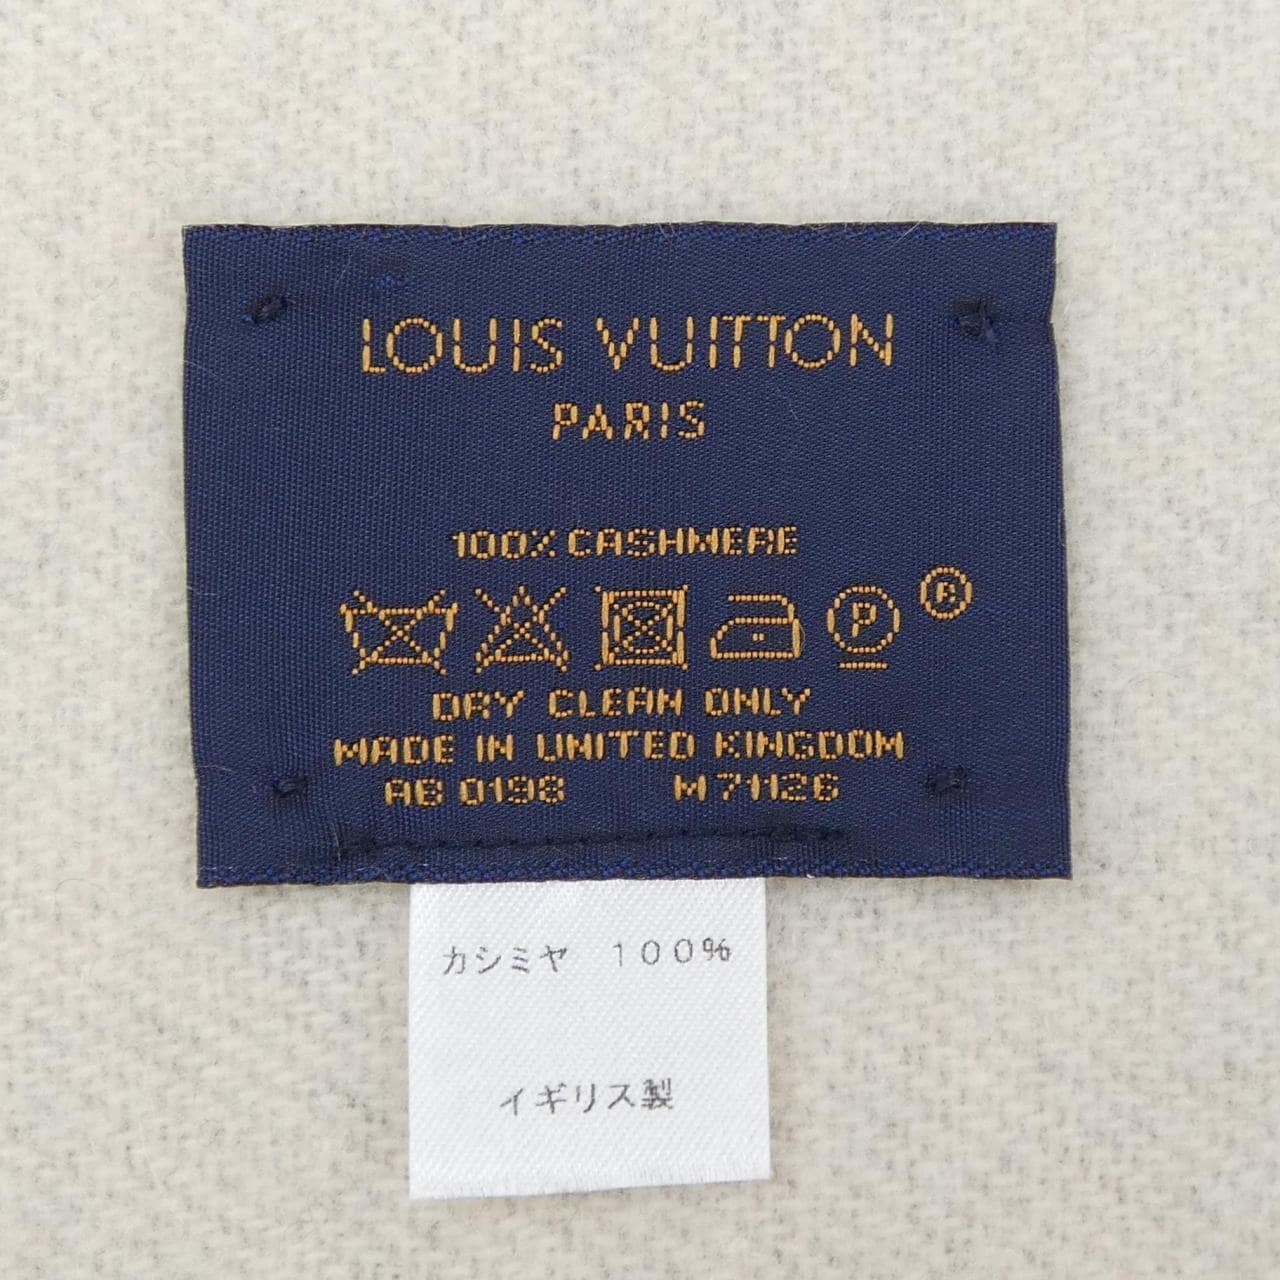 LOUIS VUITTON
PARIS
100% CASHMERE
P ®
DRY CLEAN ONLY
MADE IN UNITED KINGDOM
AB 0198 M71126
カシミヤ 100%
イギリス製